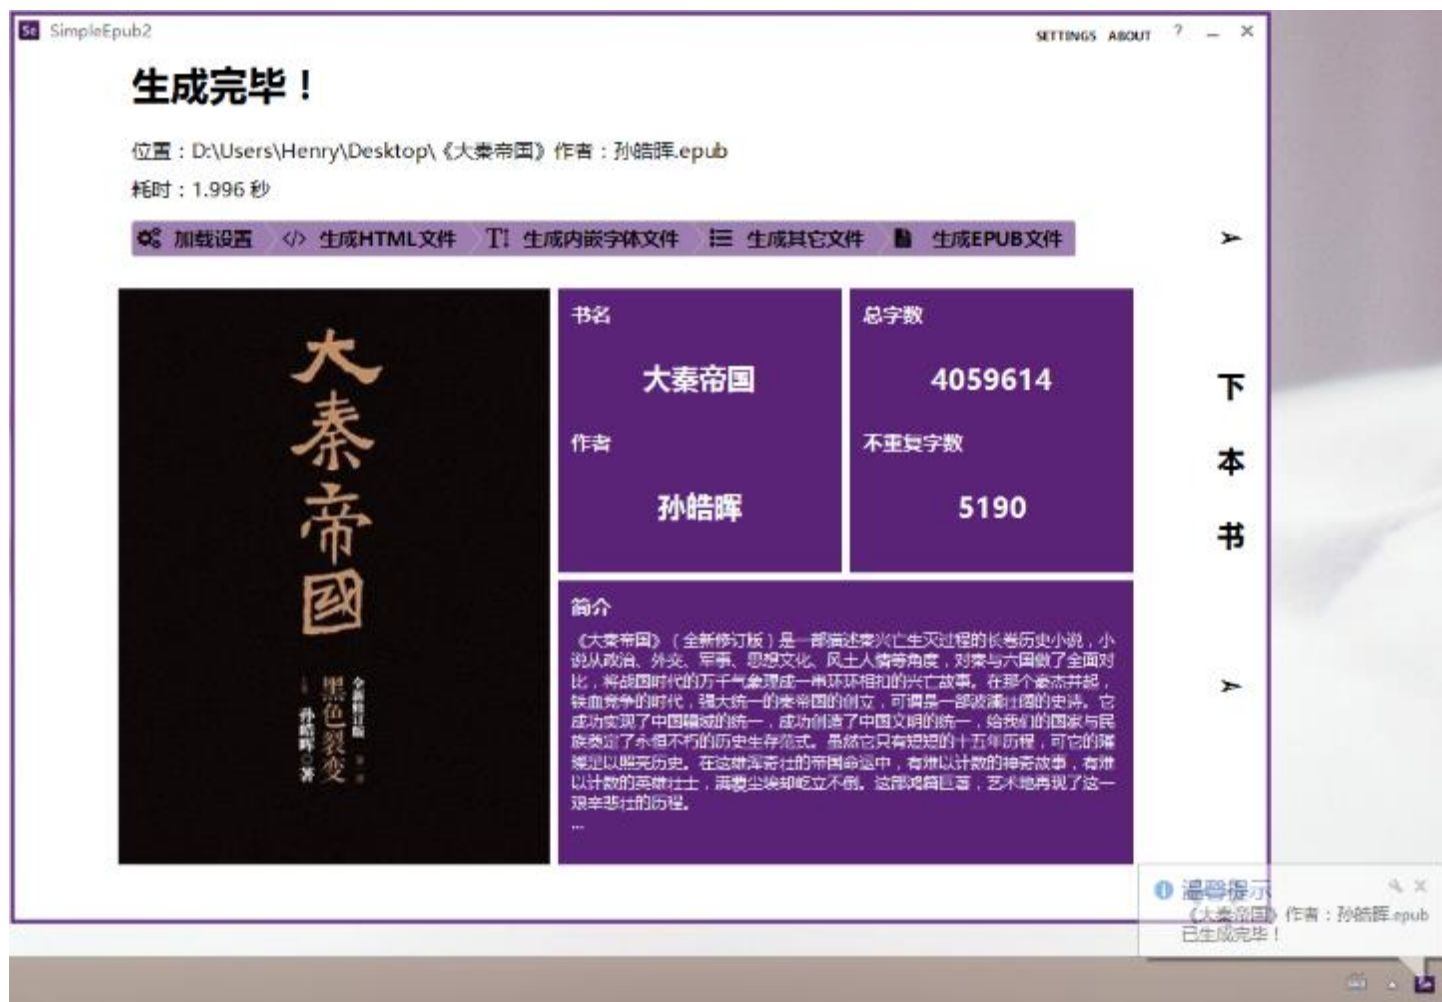 Se SimpleEpub2
SETTINGS ABOUT ?
生成完毕！
位置：D:\Users\Henry\Desktop\《大秦帝国》作者：孙皓晖.epub
耗时：1.996 秒
加载设置 </> 生成HTML文件 生成内嵌字体文件 生成其它文件 生成EPUB文件
大秦帝國
全新修订版
黑色裂变
孙皓晖 著
书名
大秦帝国
作者
孙皓晖
总字数
4059614
不重复字数
5190
简介
《大秦帝国》（全新修订版）是一部描述秦兴亡生灭过程的长卷历史小说，小
说从政治、外交、军事、思想文化、风土人情等角度，对秦与六国做了全面对
比，将战国时代的万千气象理成一串环环相扣的兴亡故事。在那个豪杰并起，
铁血竞争的时代，强大统一的秦帝国的创立，可谓是一部波澜壮阔的史诗。它
成功实现了中国疆域的统一，成功创造了中国文明的统一，给我们的国家与民
族奠定了永恒不朽的历史生存范式。虽然它只有短短的十五年历程，可它的璀
璨足以照亮历史。在这雄浑奇壮的帝国命运中，有难以计数的神奇故事，有难
以计数的英雄壮士，满覆尘埃却屹立不倒。这部鸿篇巨著，艺术地再现了这一
艰辛悲壮的历程。
...
下本书
温馨提示
《大秦帝国》作者：孙皓晖.epub
已生成完毕！